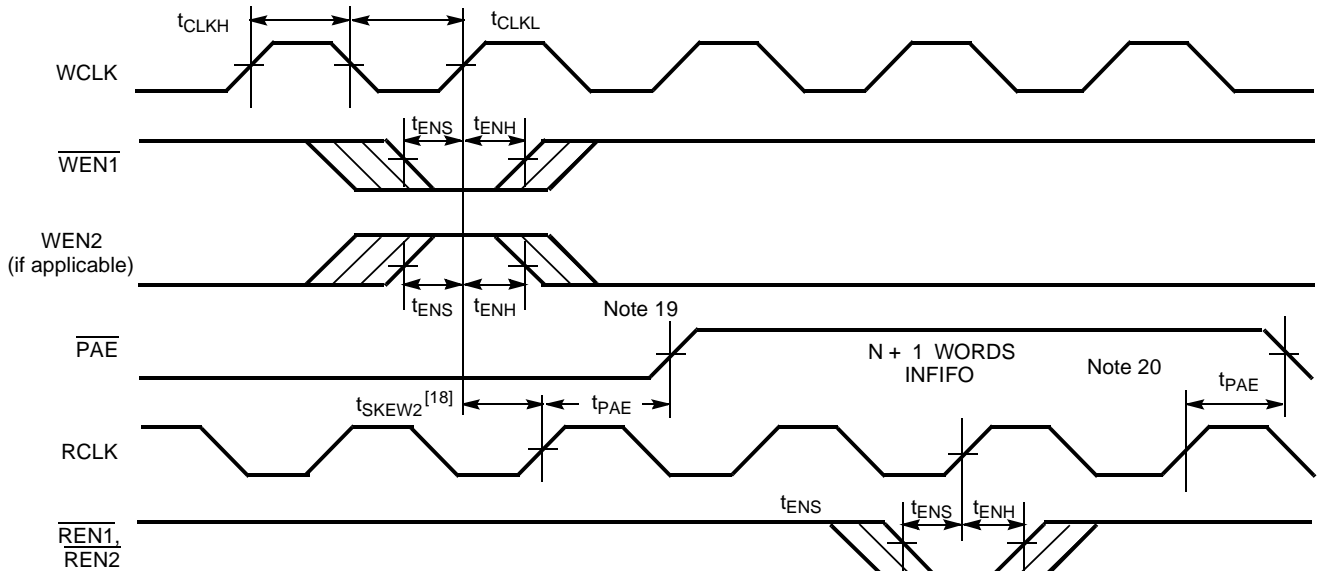 tCLKH
tCLKL
WCLK
tENS
tENH
WEN1
WEN2
(if applicable)
tENS
tENH
Note 19
PAE
N + 1 WORDS
INFIFO
Note 20
tPAE
tSKEW2[18]
tPAE
RCLK
tENS
tENS
tENH
REN1,
REN2